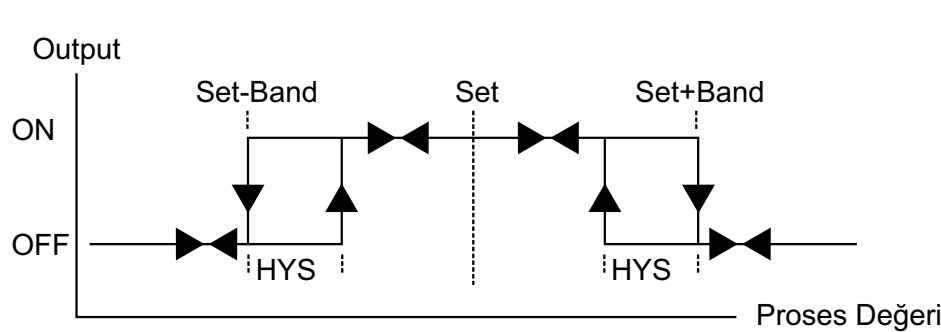 Output
Set-Band
Set
Set+Band
ON
OFF
HYS
HYS
Proses Değeri